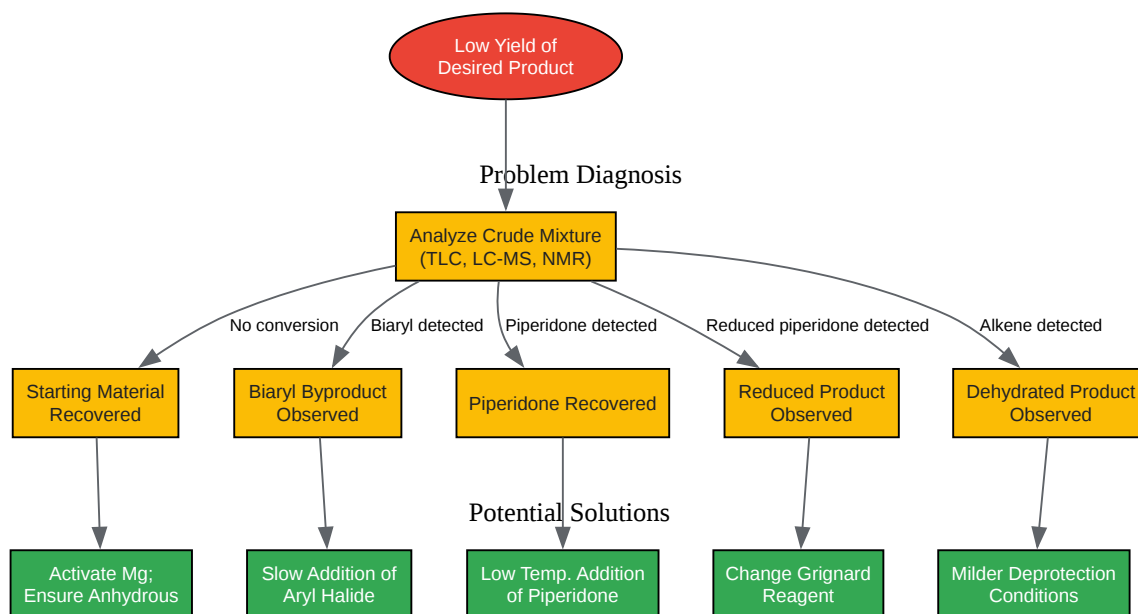 Low Yield of
Desired Product
Problem Diagnosis
Analyze Crude Mixture
(TLC, LC-MS, NMR)
No conversion
Biaryl detected
Piperidone detected
Reduced piperidone detected
Alkene detected
Starting Material
Recovered
Biaryl Byproduct
Observed
Piperidone Recovered
Reduced Product
Observed
Dehydrated Product
Observed
Potential Solutions
Activate Mg;
Ensure Anhydrous
Slow Addition of
Aryl Halide
Low Temp. Addition
of Piperidone
Change Grignard
Reagent
Milder Deprotection
Conditions